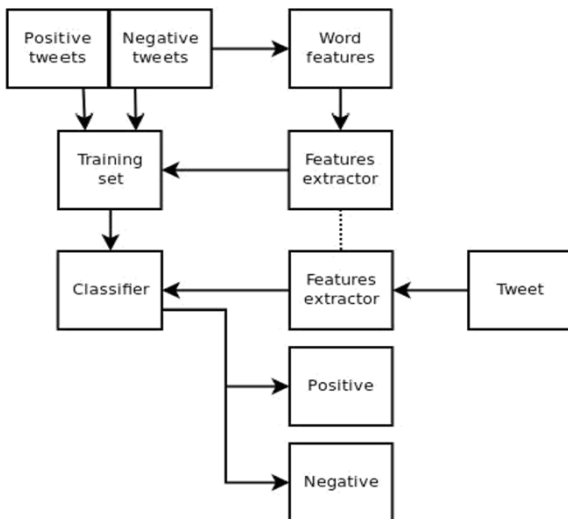 Positive
tweets
Negative
tweets
Word
features
Training
set
Features
extractor
Classifier
Features
extractor
Tweet
Positive
Negative